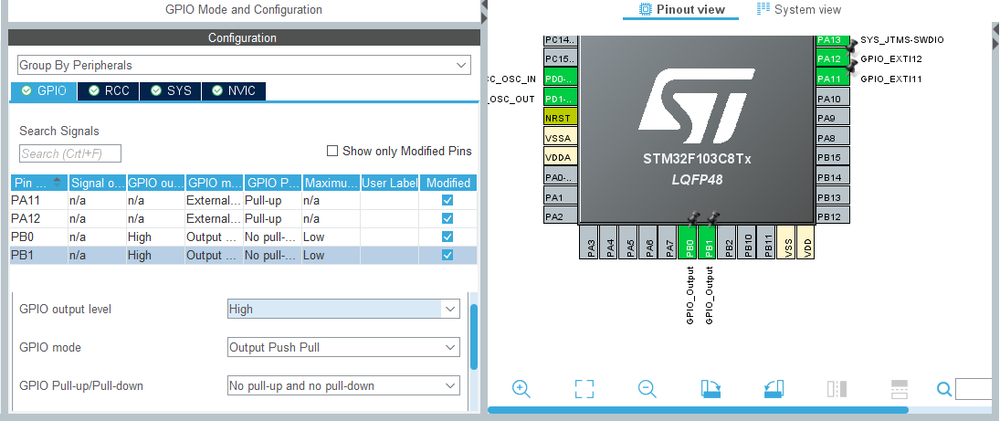 GPIO Mode and Configuration
Configuration
Group By Peripherals
GPIO
RCC
SYS
NVIC
Search Signals
Search (Crtl+F)
Show only Modified Pins
Pin ... Signal o... GPIO ou... GPIO m... GPIO P... Maximu... User Label Modified
PA11 n/a n/a External... Pull-up n/a
PA12 n/a n/a External... Pull-up n/a
PB0 n/a High Output ... No pull-... Low
PB1 n/a High Output ... No pull-... Low
GPIO output level High
GPIO mode Output Push Pull
GPIO Pull-up/Pull-down No pull-up and no pull-down
Pinout view
System view
PC14..
PC15..
CC_OSC_IN PD0-..
_OSC_OUT PD1-..
NRST
VSSA
VDDA
PA0-..
PA1
PA2
ST
STM32F103C8Tx
LQFP48
PA13 SYS_JTMS-SWDIO
PA12 GPIO_EXTI12
PA11 GPIO_EXTI11
PA10
PA9
PA8
PB15
PB14
PB13
PB12
PA3
PA4
PA5
PA6
PA7
PB0
PB1
PB2
PB10
PB11
VSS
VDD
GPIO_Output
GPIO_Output